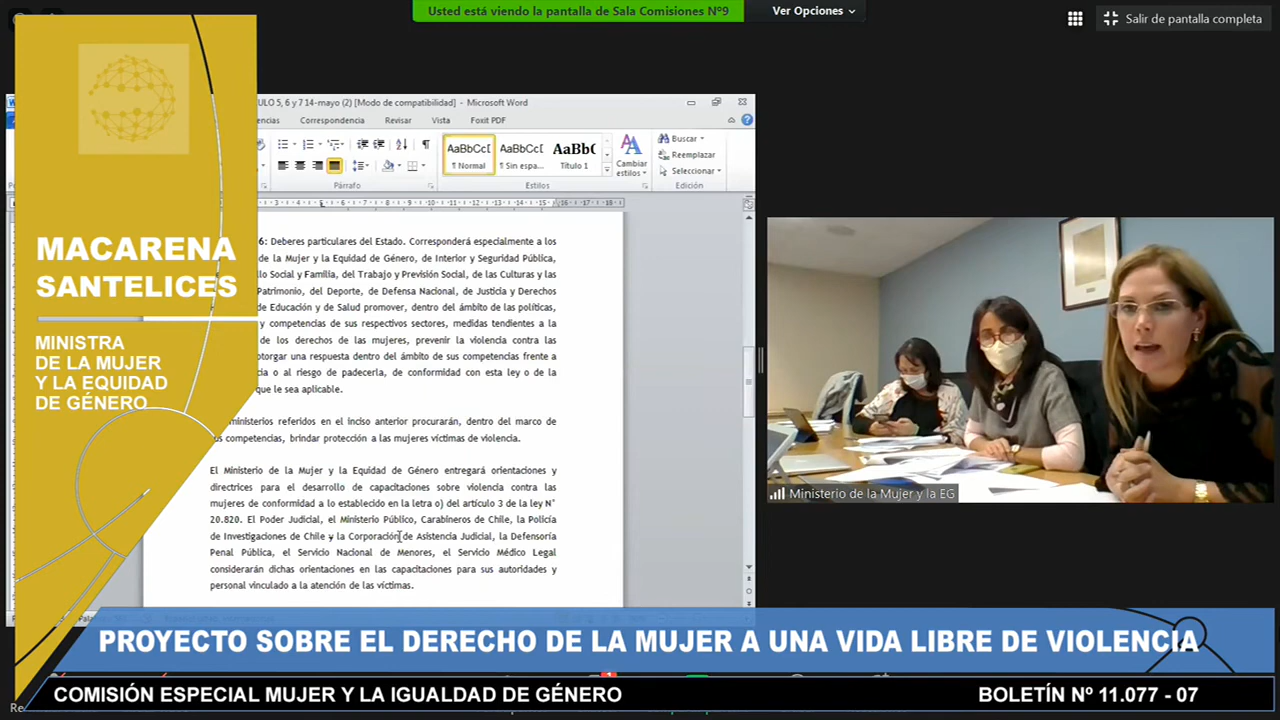 Usted está viendo la pantalla de Sala Comisiones Nº9
Ver Opciones
Salir de pantalla completa
ULO 5, 6 y 7 14-mayo (2) [Modo de compatibilidad] - Microsoft Word
encias Correspondencia Revisar Vista Foxit PDF
AaBbCcD AaBbCcD AaBbC
¶ Normal ¶ Sin espa... Título 1
Cambiar estilos
Buscar
Reemplazar
Seleccionar
Párrafo Estilos Edición
MACARENA
SANTELICES
MINISTRA
DE LA MUJER
Y LA EQUIDAD
DE GÉNERO
6: Deberes particulares del Estado. Corresponderá especialmente a los
de la Mujer y la Equidad de Género, de Interior y Seguridad Pública,
llo Social y Familia, del Trabajo y Previsión Social, de las Culturas y las
Patrimonio, del Deporte, de Defensa Nacional, de Justicia y Derechos
de Educación y de Salud promover, dentro del ámbito de las políticas,
y competencias de sus respectivos sectores, medidas tendientes a la
de los derechos de las mujeres, prevenir la violencia contra las
otorgar una respuesta dentro del ámbito de sus competencias frente a
cia o al riesgo de padecerla, de conformidad con esta ley o de la
que le sea aplicable.
ministerios referidos en el inciso anterior procurarán, dentro del marco de
sus competencias, brindar protección a las mujeres víctimas de violencia.
El Ministerio de la Mujer y la Equidad de Género entregará orientaciones y
directrices para el desarrollo de capacitaciones sobre violencia contra las
mujeres de conformidad a lo establecido en la letra o) del artículo 3 de la ley N°
20.820. El Poder Judicial, el Ministerio Público, Carabineros de Chile, la Policía
de Investigaciones de Chile y la Corporación de Asistencia Judicial, la Defensoría
Penal Pública, el Servicio Nacional de Menores, el Servicio Médico Legal
considerarán dichas orientaciones en las capacitaciones para sus autoridades y
personal vinculado a la atención de las víctimas.
Ministerio de la Mujer y la EG
PROYECTO SOBRE EL DERECHO DE LA MUJER A UNA VIDA LIBRE DE VIOLENCIA
COMISIÓN ESPECIAL MUJER Y LA IGUALDAD DE GÉNERO
BOLETÍN Nº 11.077 - 07